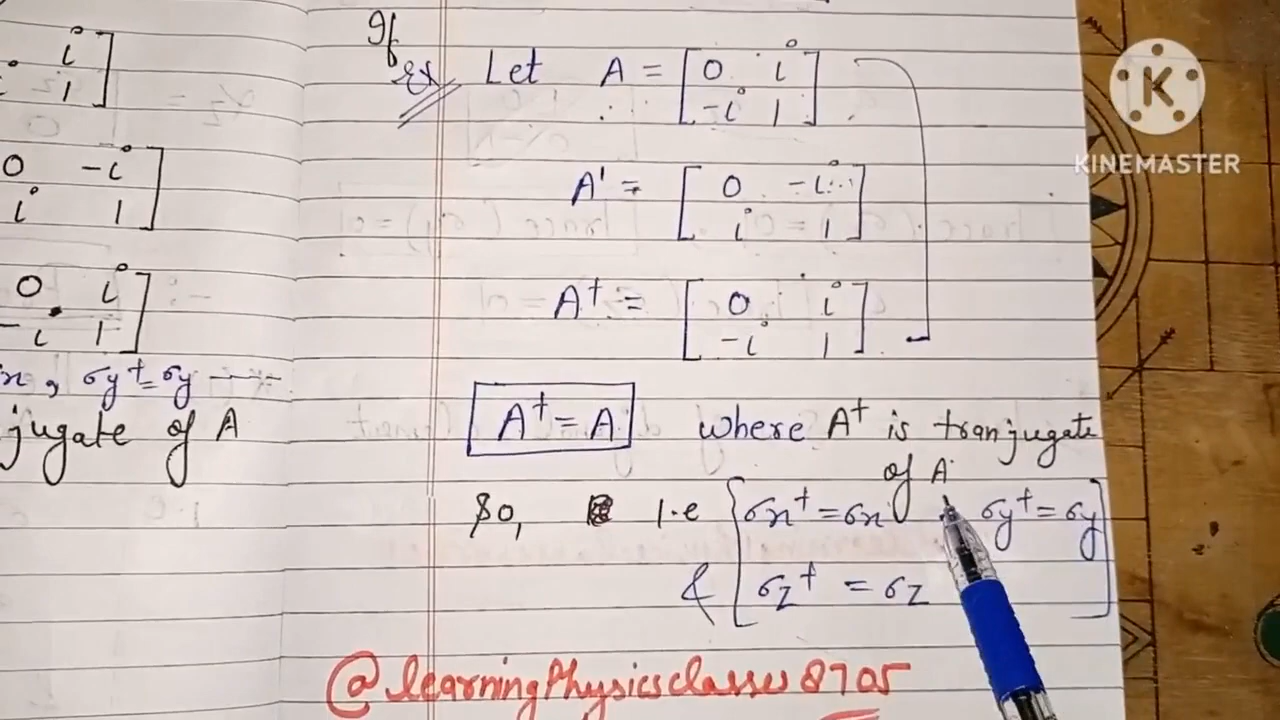 i
i 1
0 -i
i 1
0 i
-i 1
, σy† = σy
jugate of A
If
Ex Let A = [ 0 i
-i 1 ]
A' = [ 0 -i
i 1 ]
A† = [ 0 i
-i 1 ]
A† = A where A† is tranjugate
of A
So, i.e σx† = σx σy† = σy
& σz† = σz
@learningPhysicsclasses8705
KINEMASTER